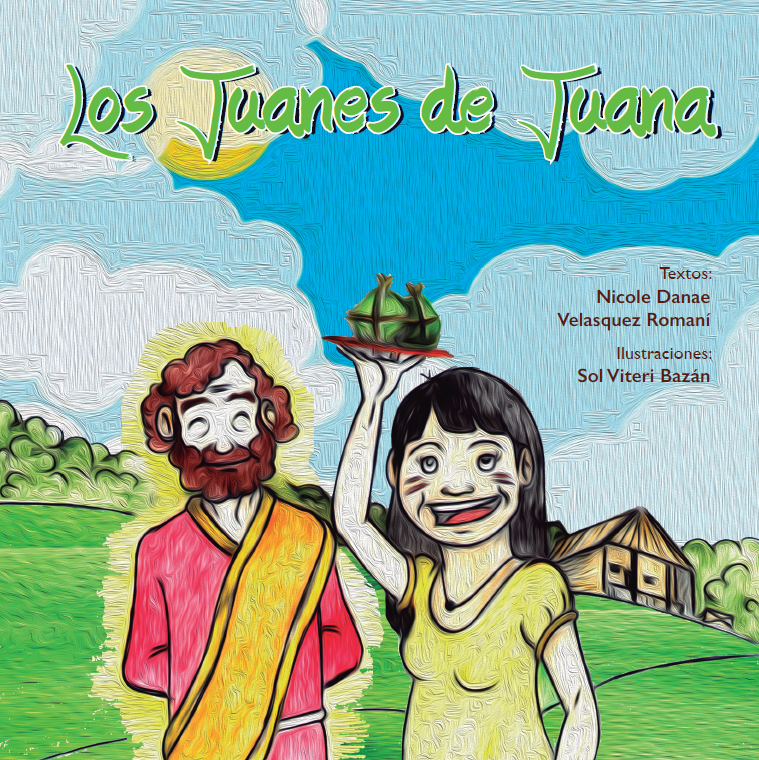 Los Juanes de Juana
Textos:
Nicole Danae
Velasquez Romaní
Ilustraciones:
Sol Viteri Bazán